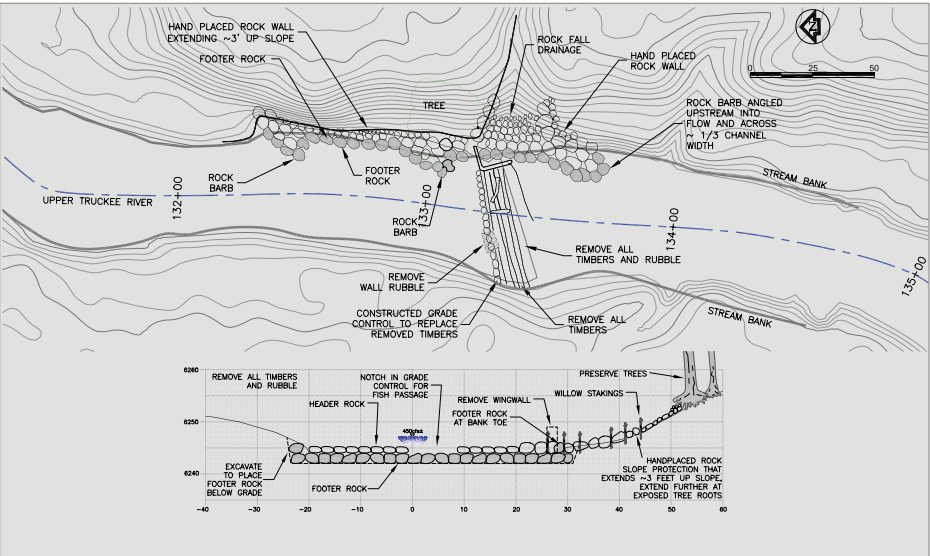 HAND PLACED ROCK WALL
EXTENDING ~3' UP SLOPE
FOOTER ROCK
TREE
ROCK FALL
DRAINAGE
HAND PLACED
ROCK WALL
N
0 25 50
ROCK BARB ANGLED
UPSTREAM INTO
FLOW AND ACROSS
~ 1/3 CHANNEL
WIDTH
STREAM BANK
ROCK
BARB
FOOTER
ROCK
UPPER TRUCKEE RIVER
132+00
133+00
134+00
135+00
ROCK
BARB
REMOVE ALL
TIMBERS AND RUBBLE
REMOVE
WALL RUBBLE
CONSTRUCTED GRADE
CONTROL TO REPLACE
REMOVED TIMBERS
REMOVE ALL
TIMBERS
STREAM BANK
6260
6250
6240
REMOVE ALL TIMBERS
AND RUBBLE
NOTCH IN GRADE
CONTROL FOR
FISH PASSAGE
HEADER ROCK
450cfs±
REMOVE WINGWALL
FOOTER ROCK
AT BANK TOE
PRESERVE TREES
WILLOW STAKINGS
EXCAVATE
TO PLACE
FOOTER ROCK
BELOW GRADE
FOOTER ROCK
HANDPLACED ROCK
SLOPE PROTECTION THAT
EXTENDS ~3 FEET UP SLOPE,
EXTEND FURTHER AT
EXPOSED TREE ROOTS
-40 -30 -20 -10 0 10 20 30 40 50 60